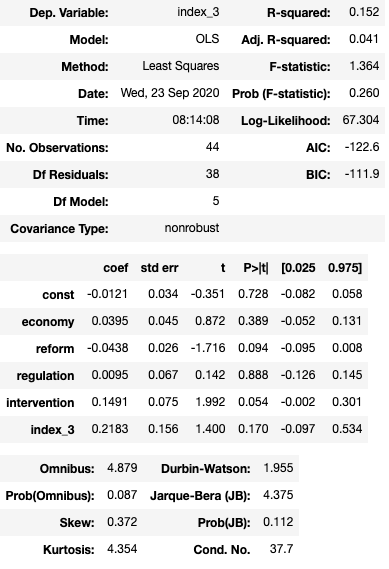 Dep. Variable: index_3 R-squared: 0.152
Model: OLS Adj. R-squared: 0.041
Method: Least Squares F-statistic: 1.364
Date: Wed, 23 Sep 2020 Prob (F-statistic): 0.260
Time: 08:14:08 Log-Likelihood: 67.304
No. Observations: 44 AIC: -122.6
Df Residuals: 38 BIC: -111.9
Df Model: 5
Covariance Type: nonrobust
coef std err t P>|t| [0.025 0.975]
const -0.0121 0.034 -0.351 0.728 -0.082 0.058
economy 0.0395 0.045 0.872 0.389 -0.052 0.131
reform -0.0438 0.026 -1.716 0.094 -0.095 0.008
regulation 0.0095 0.067 0.142 0.888 -0.126 0.145
intervention 0.1491 0.075 1.992 0.054 -0.002 0.301
index_3 0.2183 0.156 1.400 0.170 -0.097 0.534
Omnibus: 4.879 Durbin-Watson: 1.955
Prob(Omnibus): 0.087 Jarque-Bera (JB): 4.375
Skew: 0.372 Prob(JB): 0.112
Kurtosis: 4.354 Cond. No. 37.7